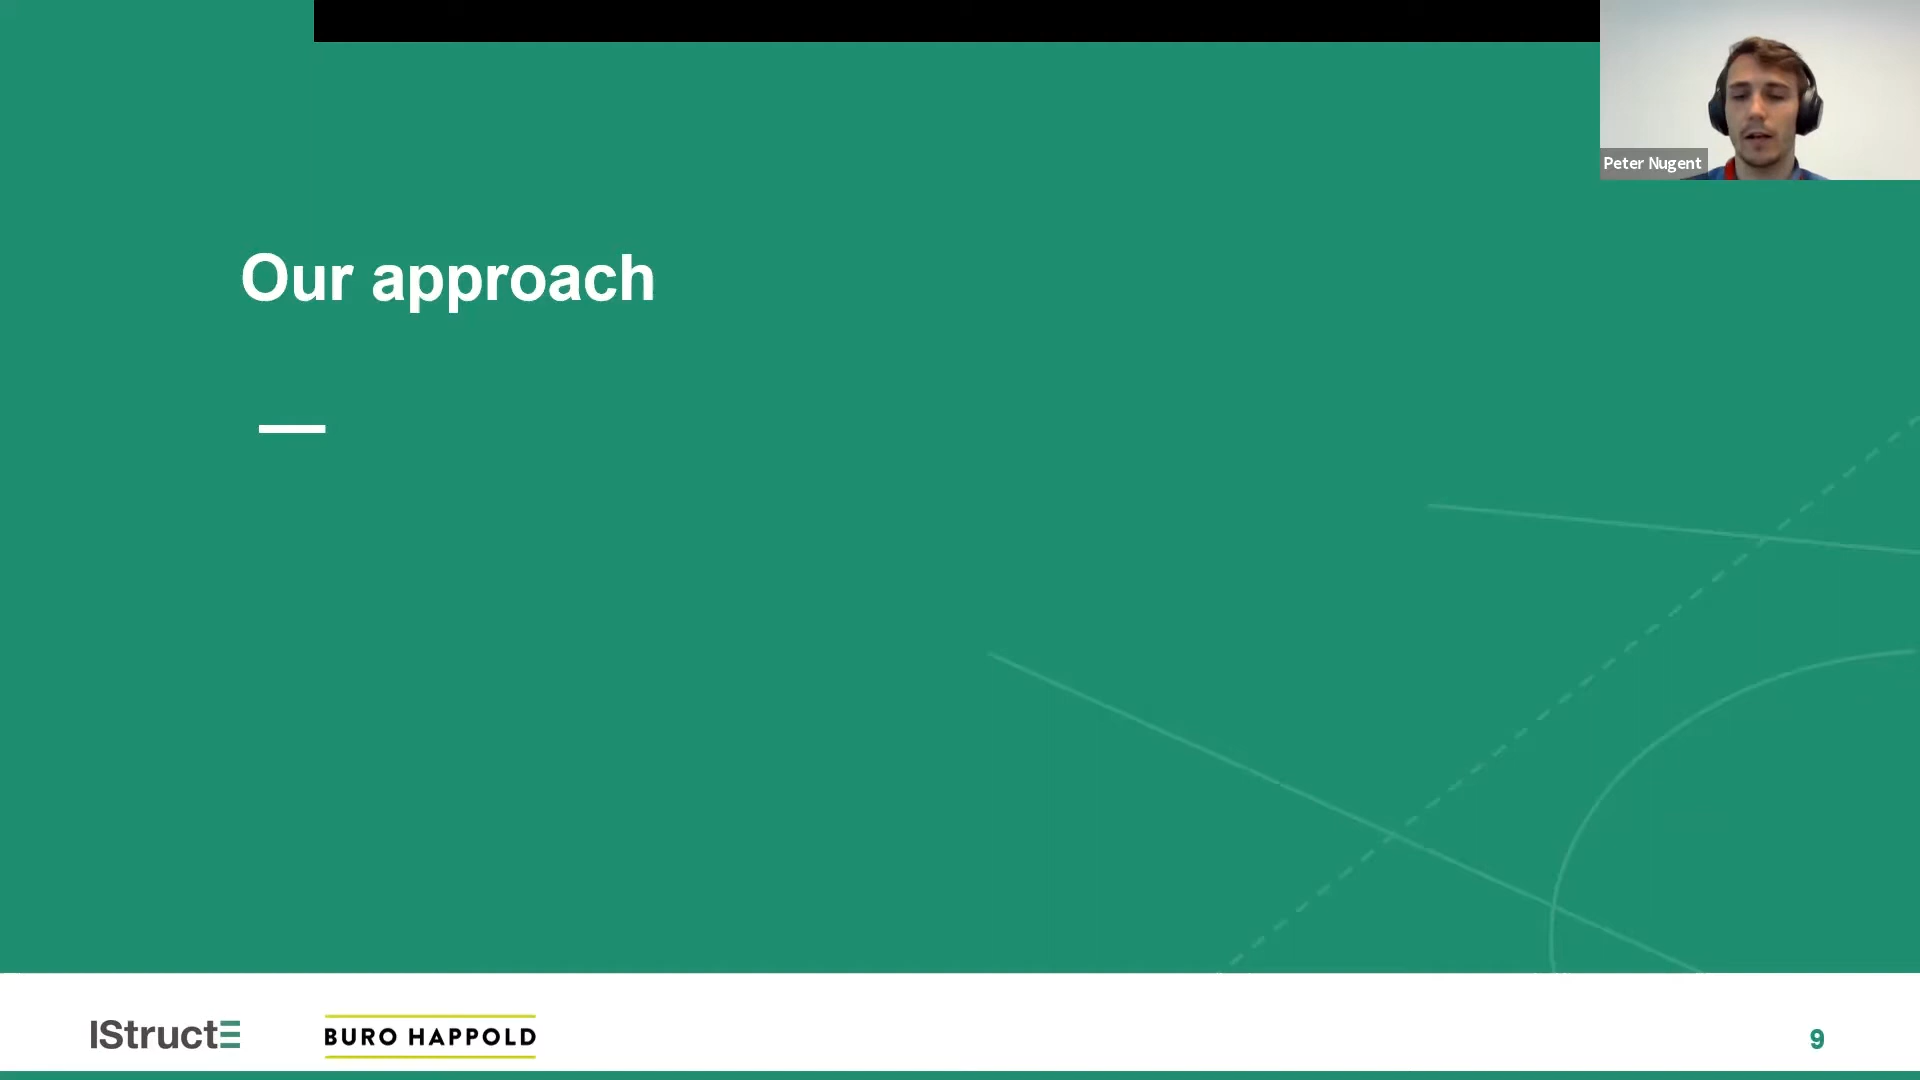 Peter Nugent
Our approach
IStructE
BURO HAPPOLD
9